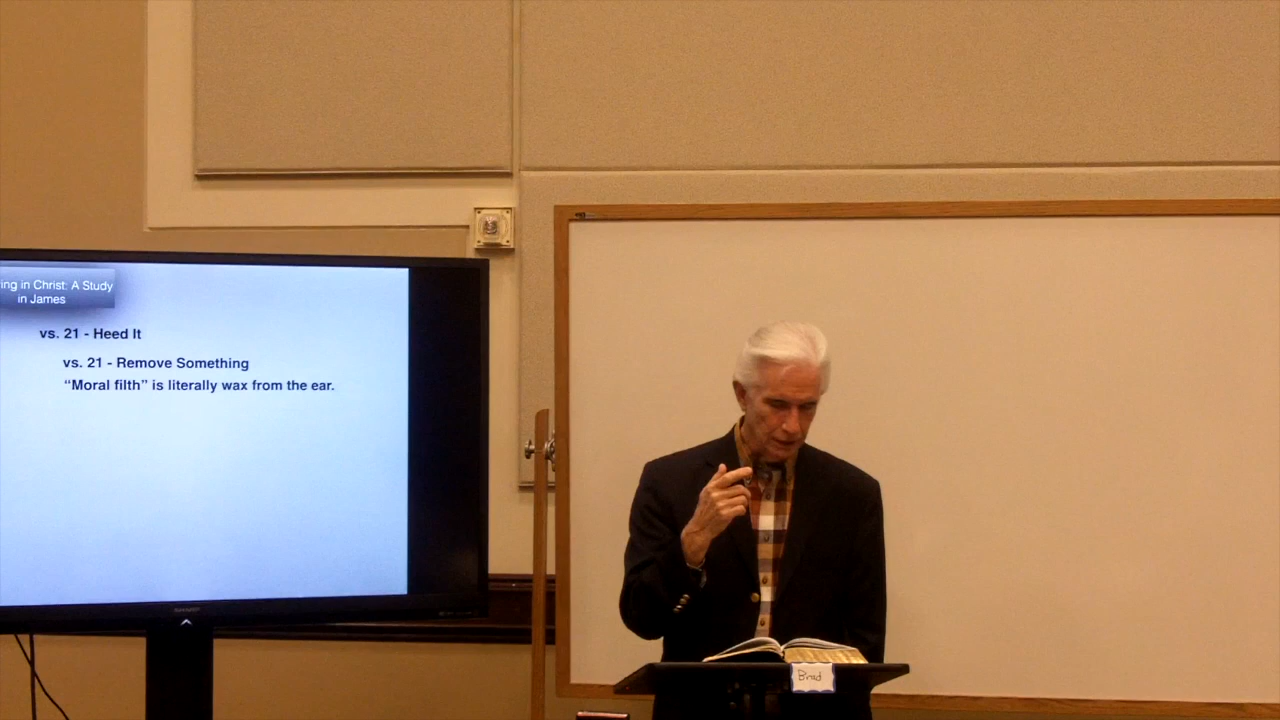 ing in Christ: A Study
in James
vs. 21 - Heed It
vs. 21 - Remove Something
“Moral filth” is literally wax from the ear.
SHARP
Brad